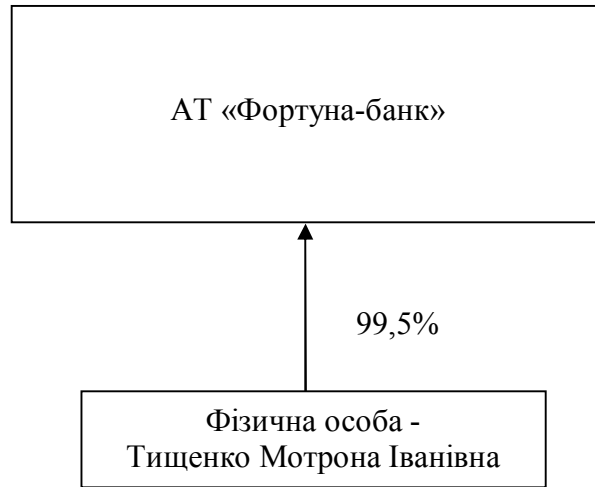 АТ «Фортуна-банк»
99,5%
Фізична особа -
Тищенко Мотрона Іванівна